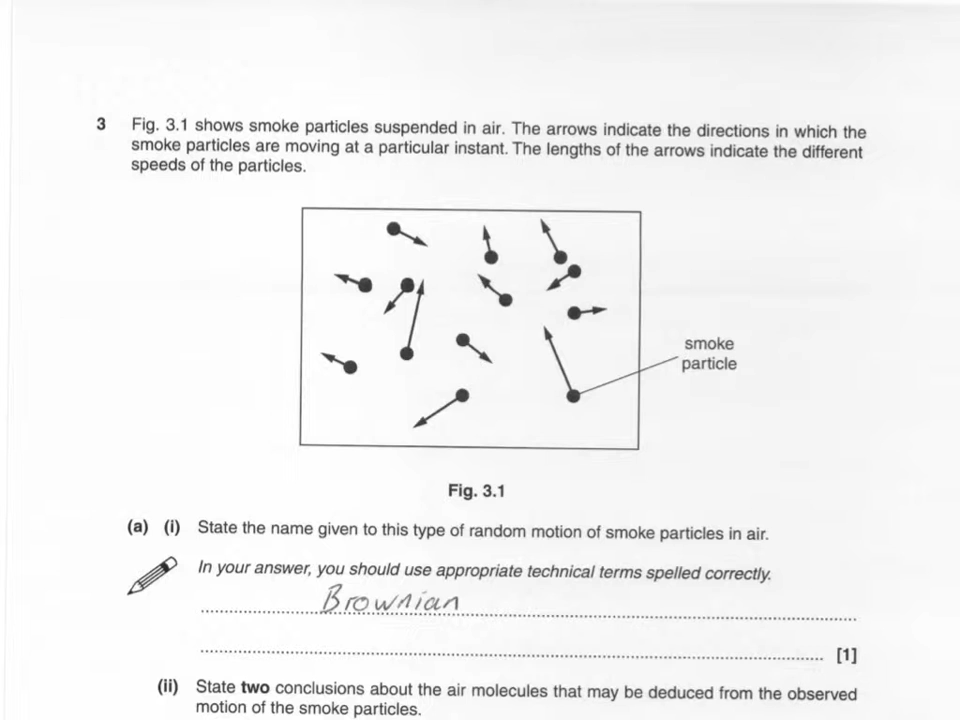 3 Fig. 3.1 shows smoke particles suspended in air. The arrows indicate the directions in which the
smoke particles are moving at a particular instant. The lengths of the arrows indicate the different
speeds of the particles.
smoke
particle
Fig. 3.1
(a) (i) State the name given to this type of random motion of smoke particles in air.
In your answer, you should use appropriate technical terms spelled correctly.
Brownian
[1]
(ii) State two conclusions about the air molecules that may be deduced from the observed
motion of the smoke particles.